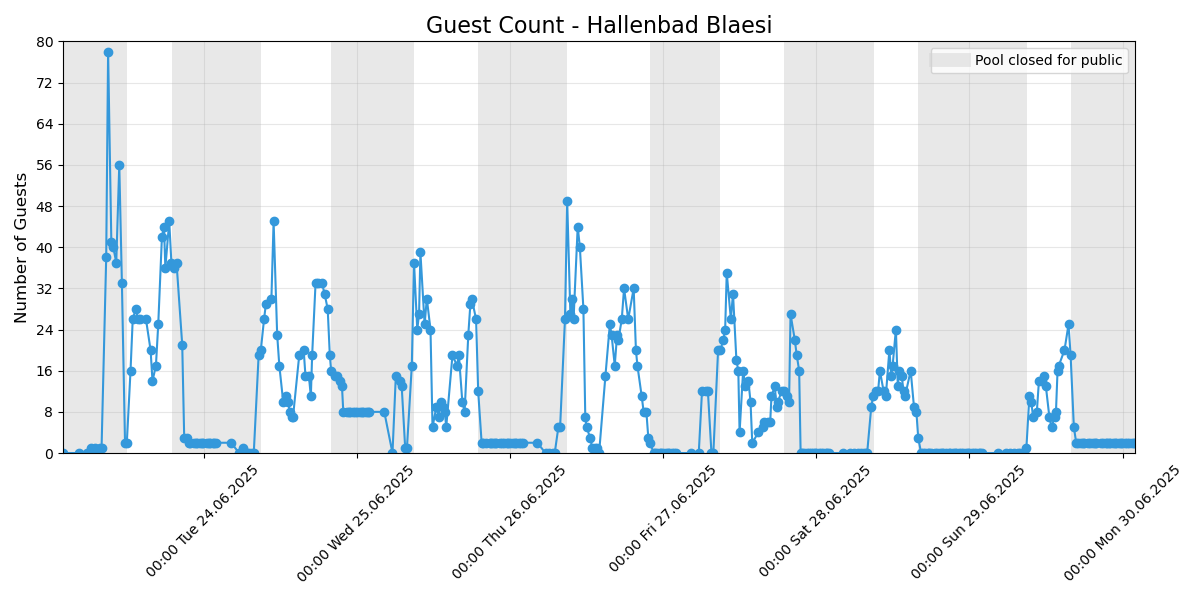 Guest Count - Hallenbad Blaesi
Pool closed for public
Number of Guests
80
72
64
56
48
40
32
24
16
8
0
00:00 Tue 24.06.2025
00:00 Wed 25.06.2025
00:00 Thu 26.06.2025
00:00 Fri 27.06.2025
00:00 Sat 28.06.2025
00:00 Sun 29.06.2025
00:00 Mon 30.06.2025